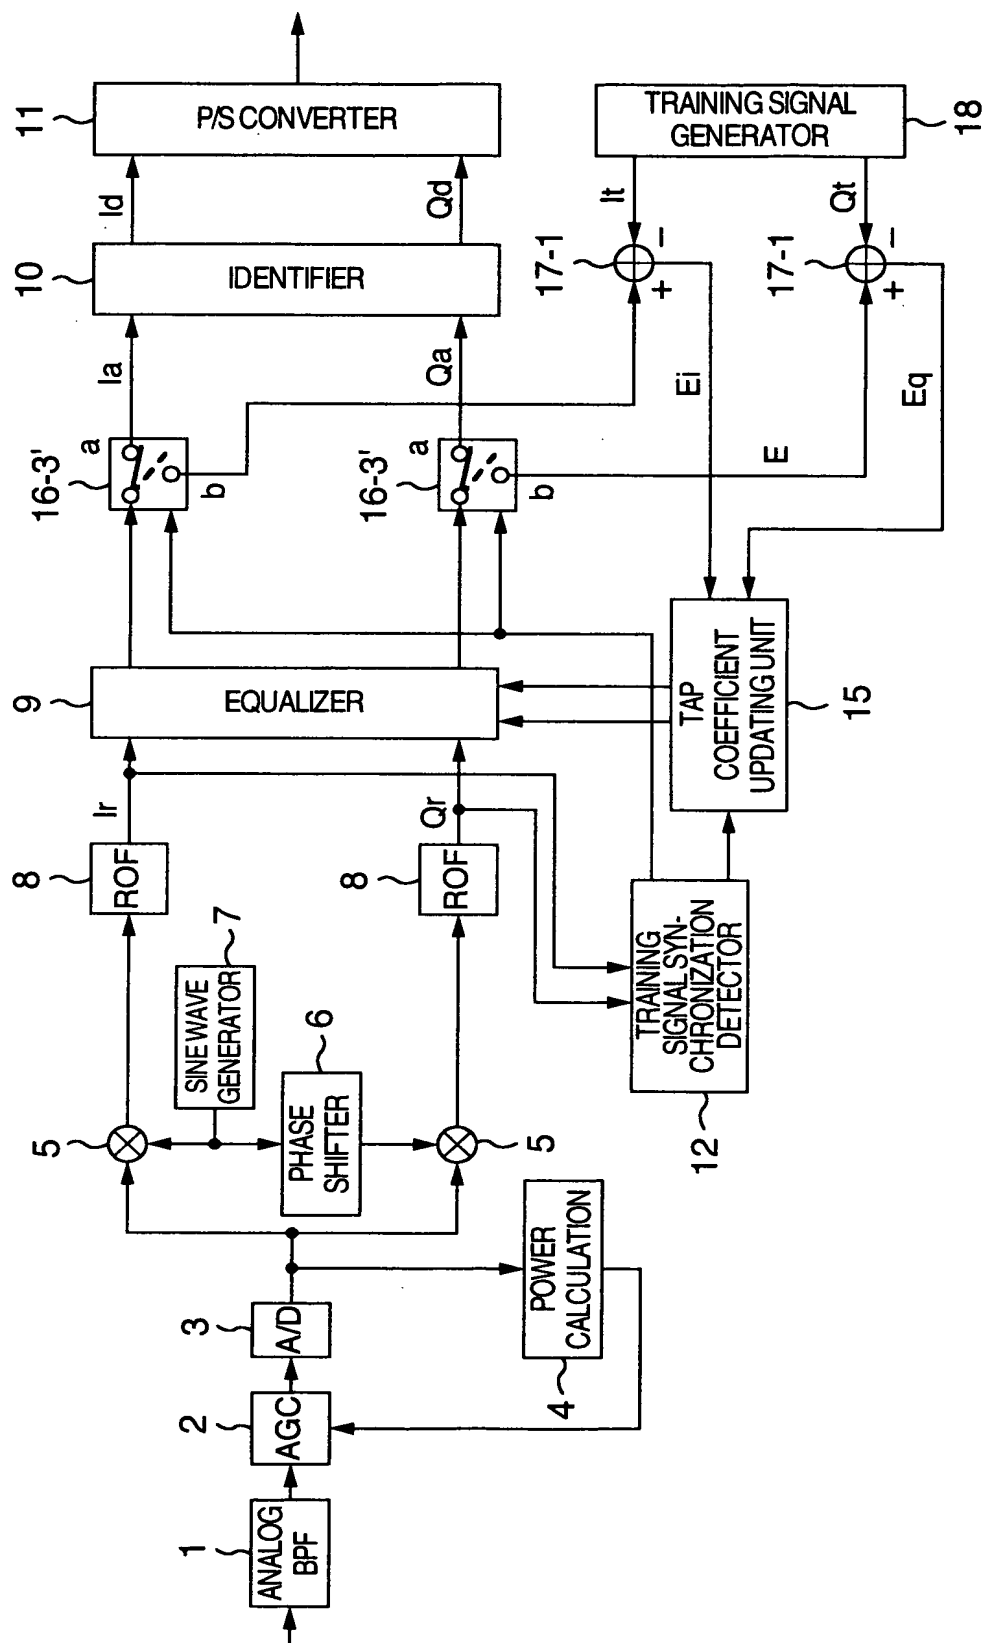 1
ANALOG
BPF
2
AGC
3
A/D
4
POWER
CALCULATION
5
5
6
PHASE
SHIFTER
7
SINE WAVE
GENERATOR
8
ROF
8
ROF
Ir
Qr
12
TRAINING
SIGNAL SYN-
CHRONIZATION
DETECTOR
9
EQUALIZER
15
TAP
COEFFICIENT
UPDATING UNIT
16-3'
a
b
16-3'
a
b
Ia
Qa
E
Ei
Eq
10
IDENTIFIER
17-1
+
−
17-1
+
−
Id
Qd
It
Qt
11
P/S CONVERTER
18
TRAINING SIGNAL
GENERATOR